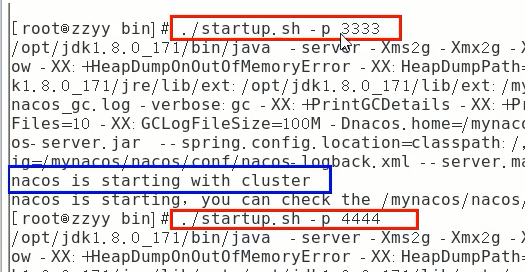 [root@zzyy bin]# ./startup.sh -p 3333
/opt/jdk1.8.0_171/bin/java -server -Xms2g -Xmx2g -X
ow -XX:+HeapDumpOnOutOfMemoryError -XX:HeapDumpPath=
k1.8.0_171/jre/lib/ext:/opt/jdk1.8.0_171/lib/ext:/my
nacos_gc.log -verbose:gc -XX:+PrintGCDetails -XX:+Pr
Files=10 -XX:GCLogFileSize=100M -Dnacos.home=/mynaco
os-server.jar --spring.config.location=classpath:/,
ig=/mynacos/nacos/conf/nacos-logback.xml --server.ma
nacos is starting with cluster
nacos is starting, you can check the /mynacos/nacos/
[root@zzyy bin]# ./startup.sh -p 4444
/opt/jdk1.8.0_171/bin/java -server -Xms2g -Xmx2g -X
ow -XX:+HeapDumpOnOutOfMemoryError -XX:HeapDumpPath=